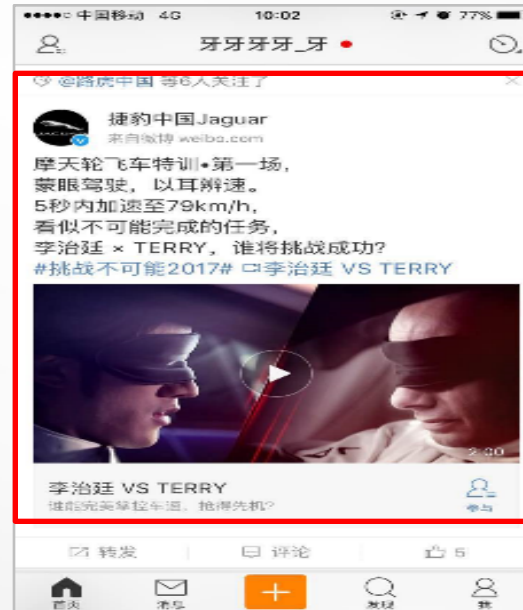 中国移动 4G 10:02 77%
牙牙牙牙_牙
@路虎中国 等6人关注了
捷豹中国Jaguar
来自微博 weibo.com
摩天轮飞车特训•第一场，
蒙眼驾驶，以耳辨速。
5秒内加速至79km/h，
看似不可能完成的任务，
李治廷 × TERRY，谁将挑战成功？
#挑战不可能2017# 李治廷 VS TERRY
2:00
李治廷 VS TERRY
谁能完美掌控车道，抢得先机?
参与
转发 评论 5
首页 消息 发现 我